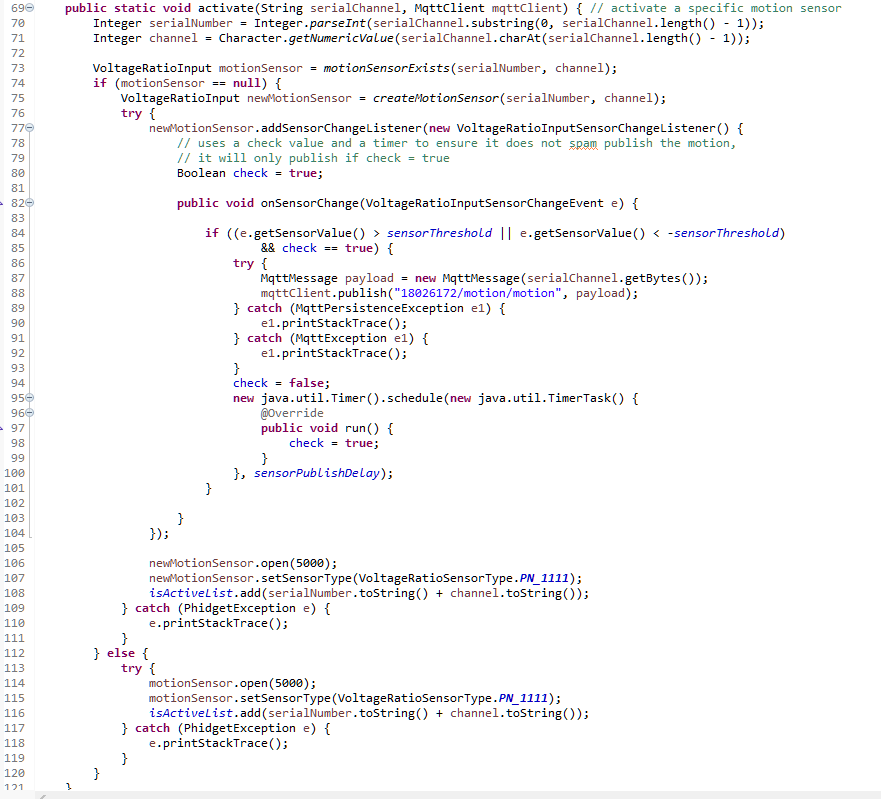 69 public static void activate(String serialChannel, MqttClient mqttClient) { // activate a specific motion sensor
70 Integer serialNumber = Integer.parseInt(serialChannel.substring(0, serialChannel.length() - 1));
71 Integer channel = Character.getNumericValue(serialChannel.charAt(serialChannel.length() - 1));
72
73 VoltageRatioInput motionSensor = motionSensorExists(serialNumber, channel);
74 if (motionSensor == null) {
75 VoltageRatioInput newMotionSensor = createMotionSensor(serialNumber, channel);
76 try {
77 newMotionSensor.addSensorChangeListener(new VoltageRatioInputSensorChangeListener() {
78 // uses a check value and a timer to ensure it does not spam publish the motion,
79 // it will only publish if check = true
80 Boolean check = true;
81
82 public void onSensorChange(VoltageRatioInputSensorChangeEvent e) {
83
84 if ((e.getSensorValue() > sensorThreshold || e.getSensorValue() < -sensorThreshold)
85 && check == true) {
86 try {
87 MqttMessage payload = new MqttMessage(serialChannel.getBytes());
88 mqttClient.publish("18026172/motion/motion", payload);
89 } catch (MqttPersistenceException e1) {
90 e1.printStackTrace();
91 } catch (MqttException e1) {
92 e1.printStackTrace();
93 }
94 check = false;
95 new java.util.Timer().schedule(new java.util.TimerTask() {
96 @Override
97 public void run() {
98 check = true;
99 }
100 }, sensorPublishDelay);
101 }
102
103 }
104 });
105
106 newMotionSensor.open(5000);
107 newMotionSensor.setSensorType(VoltageRatioSensorType.PN_1111);
108 isActiveList.add(serialNumber.toString() + channel.toString());
109 } catch (PhidgetException e) {
110 e.printStackTrace();
111 }
112 } else {
113 try {
114 motionSensor.open(5000);
115 motionSensor.setSensorType(VoltageRatioSensorType.PN_1111);
116 isActiveList.add(serialNumber.toString() + channel.toString());
117 } catch (PhidgetException e) {
118 e.printStackTrace();
119 }
120 }
121 }